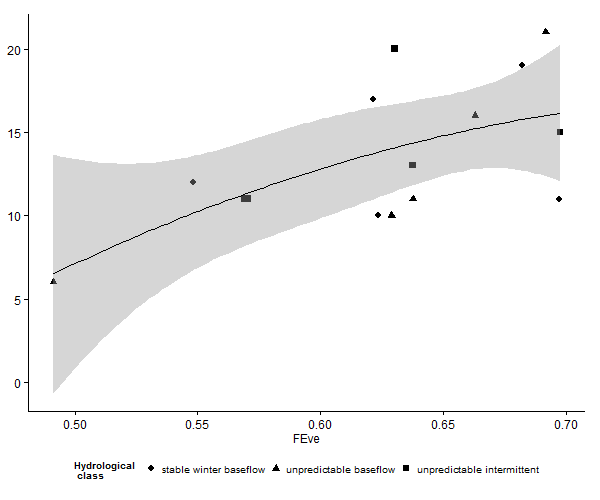 20
15
10
5
0
0.50 0.55 0.60 0.65 0.70
FEve
Hydrological
class
stable winter baseflow unpredictable baseflow unpredictable intermittent